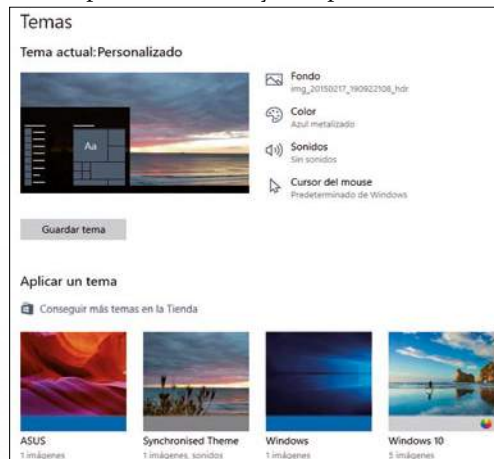 Temas
Tema actual: Personalizado
Fondo
img_20150217_190922108_hdr
Color
Azul metalizado
Sonidos
Sin sonidos
Cursor del mouse
Predeterminado de Windows
Aa
Guardar tema
Aplicar un tema
Conseguir más temas en la Tienda
ASUS
1 imágenes
Synchronised Theme
1 imágenes, sonidos
Windows
1 imágenes
Windows 10
5 imágenes